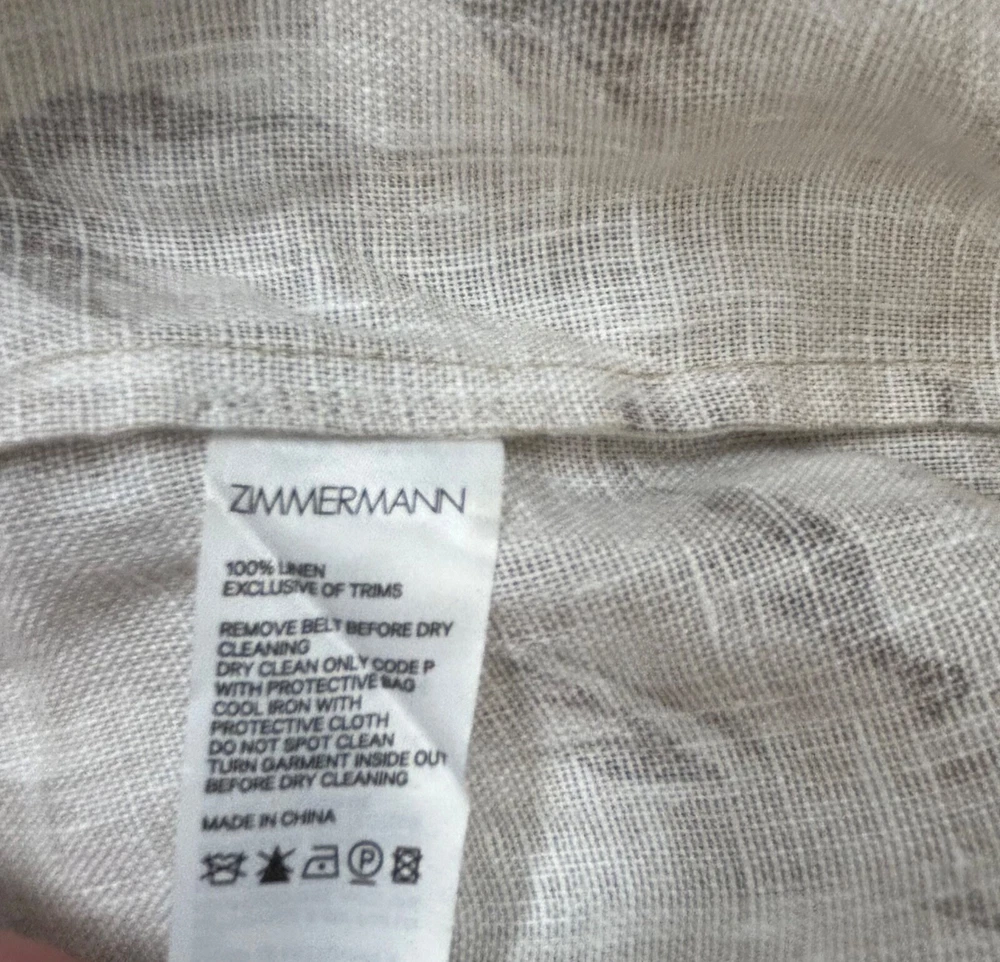 ZIMMERMANN
100% LINEN
EXCLUSIVE OF TRIMS
REMOVE BELT BEFORE DRY
CLEANING
DRY CLEAN ONLY CODE P
WITH PROTECTIVE BAG
COOL IRON WITH
PROTECTIVE CLOTH
DO NOT SPOT CLEAN
TURN GARMENT INSIDE OUT
BEFORE DRY CLEANING
MADE IN CHINA
P